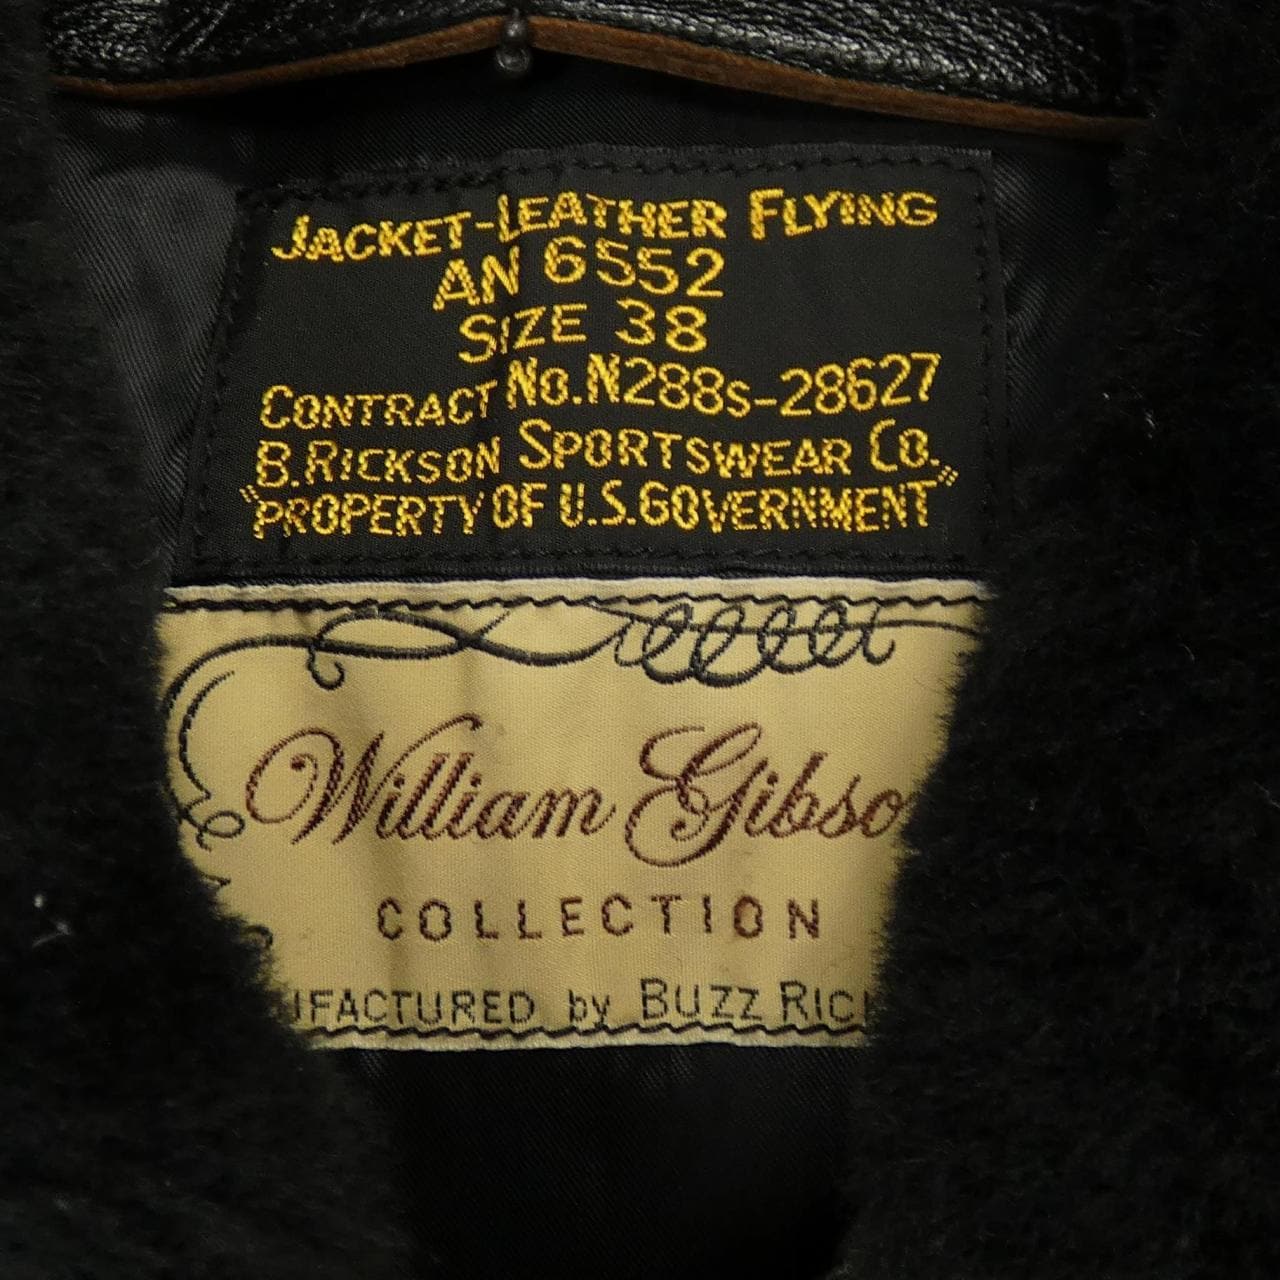 JACKET-LEATHER FLYING
AN 6552
SIZE 38
CONTRACT No. N288s-28627
B. RICKSON SPORTSWEAR Co.
"PROPERTY OF U.S. GOVERNMENT"
William Gibso
COLLECTION
UFACTURED by BUZZ RIC